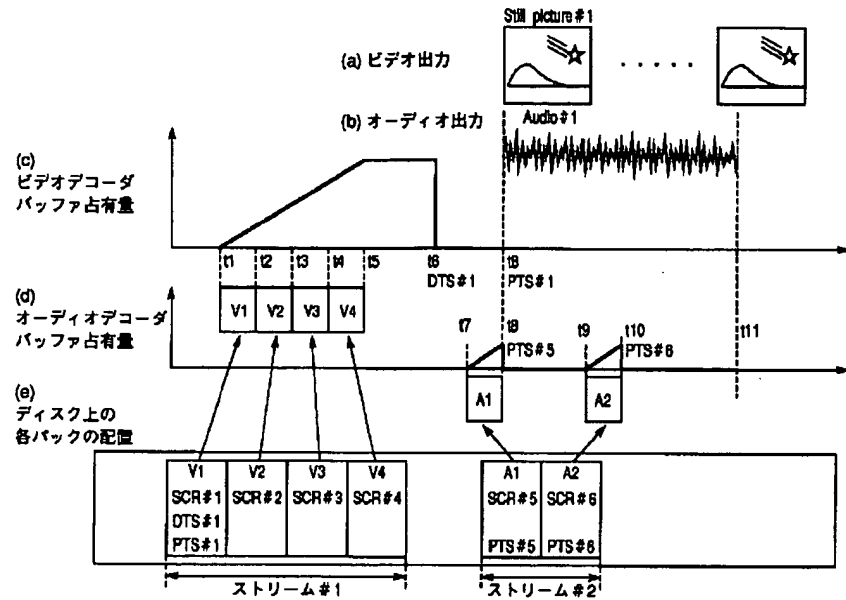 Still picture#1
(a) ビデオ出力
(b) オーディオ出力
Audio#1
(c)
ビデオデコーダ
バッファ占有量
t1 t2 t3 t4 t5 t6 t8
DTS#1 PTS#1
(d)
オーディオデコーダ
バッファ占有量
V1 V2 V3 V4
t7 t8 t9 t10 t11
PTS#5 PTS#6
A1 A2
(e)
ディスク上の
各パックの配置
V1 V2 V3 V4 A1 A2
SCR#1 SCR#2 SCR#3 SCR#4 SCR#5 SCR#6
DTS#1
PTS#1 PTS#5 PTS#6
ストリーム#1 ストリーム#2